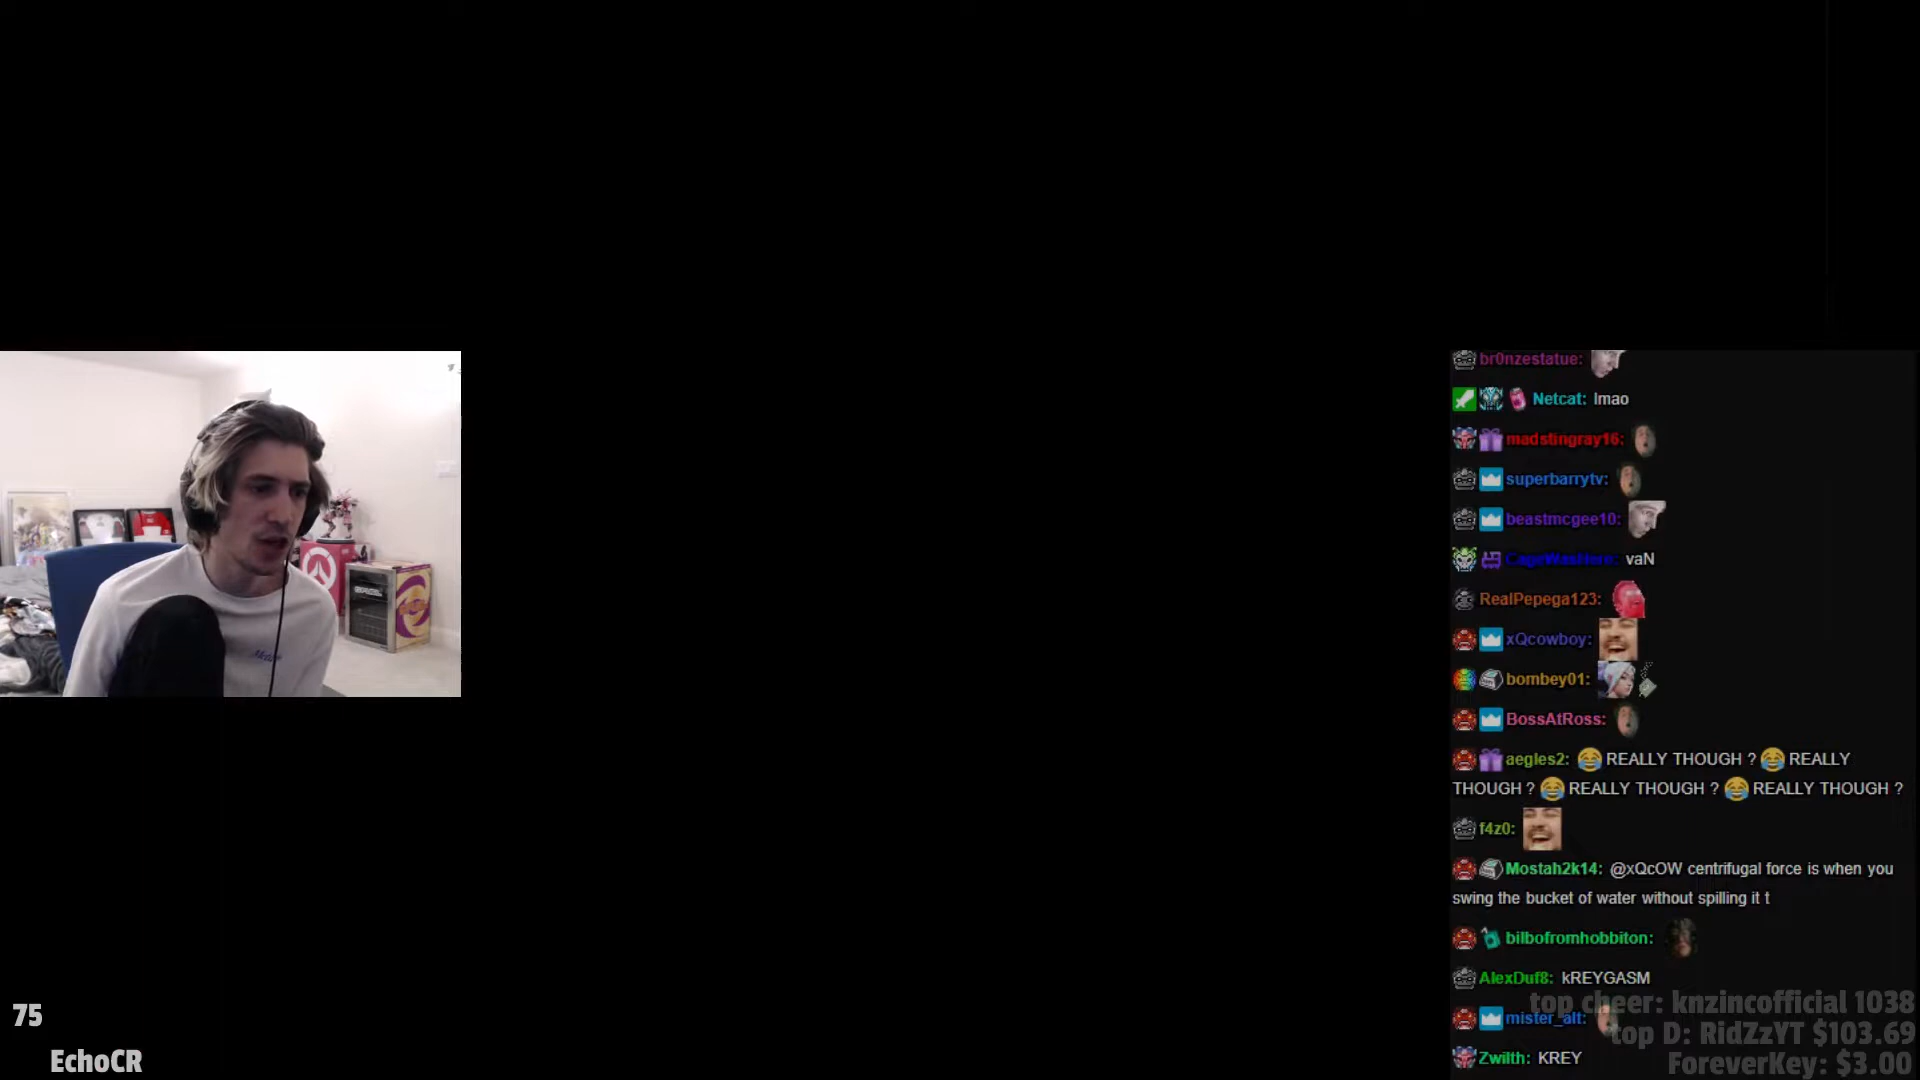 br0nzestatue:
Netcat: lmao
madstingray16:
superbarrytv:
beastmcgee10:
CageWasHere: vaN
RealPepega123:
xQcowboy:
bombey01:
BossAtRoss:
aegles2: 😂 REALLY THOUGH ? 😂 REALLY
THOUGH ? 😂 REALLY THOUGH ? 😂 REALLY THOUGH ?
f4z0:
Mostah2k14: @xQcOW centrifugal force is when you
swing the bucket of water without spilling it t
bilbofromhobbiton:
AlexDuf8: kREYGASM
top cheer: knzincofficial 1038
mister_alt:
top D: RidZzYT $103.69
Zwilth: KREY
ForeverKey: $3.00
75
EchoCR